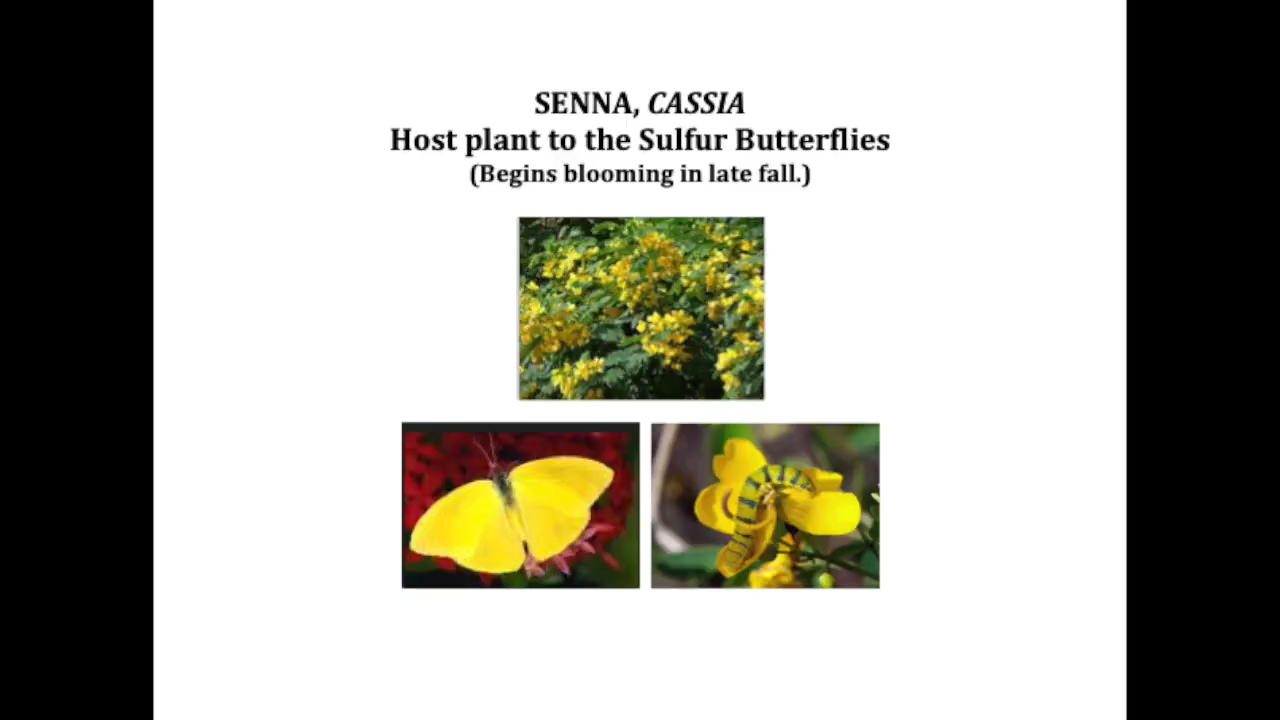 SENNA, CASSIA
Host plant to the Sulfur Butterflies
(Begins blooming in late fall.)